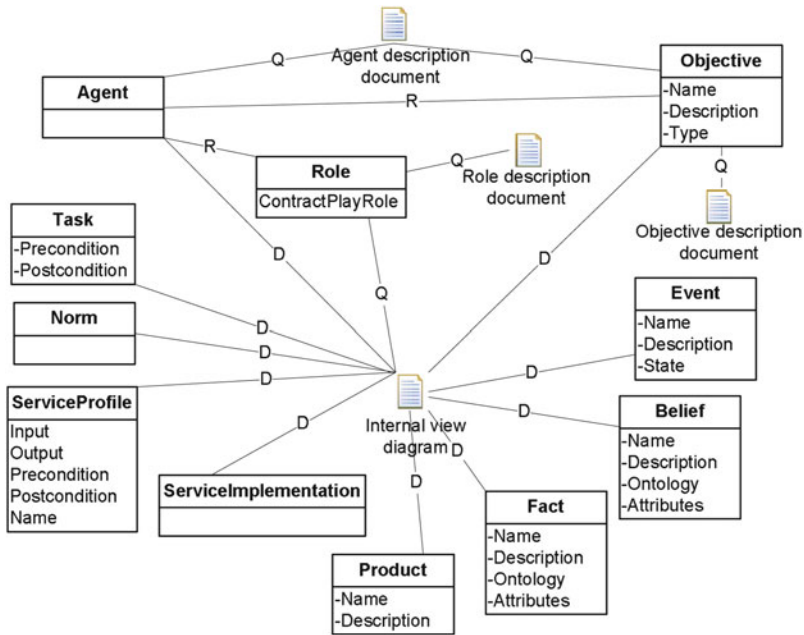 Agent description
document
Q
Q
Objective
-Name
-Description
-Type
Agent
R
R
Q
Role
ContractPlayRole
Role description
document
Q
Objective description
document
Task
-Precondition
-Postcondition
D
D
Q
Norm
D
D
D
Event
-Name
-Description
-State
D
D
ServiceProfile
Input
Output
Precondition
Postcondition
Name
D
Internal view
diagram
D
D
Belief
-Name
-Description
-Ontology
-Attributes
ServiceImplementation
Fact
-Name
-Description
-Ontology
-Attributes
Product
-Name
-Description